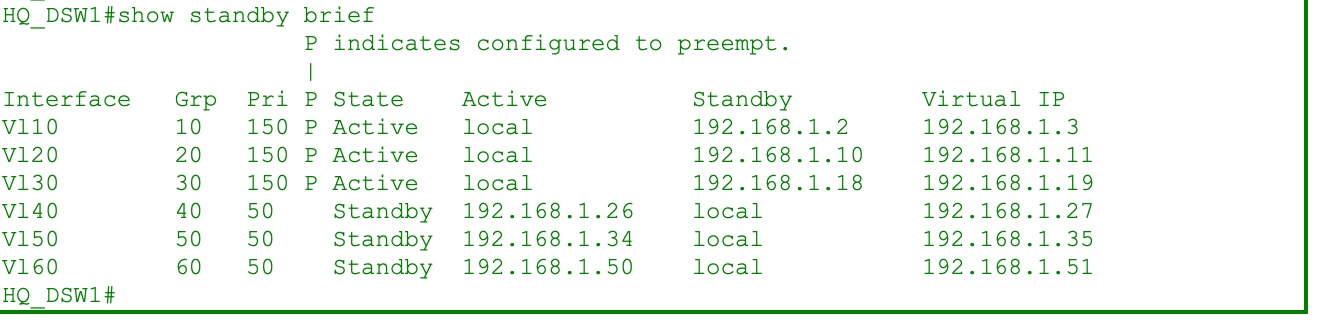 HQ_DSW1#show standby brief
                     P indicates configured to preempt.
                     |
Interface   Grp  Pri P State    Active          Standby         Virtual IP
Vl10        10   150 P Active   local           192.168.1.2     192.168.1.3
Vl20        20   150 P Active   local           192.168.1.10    192.168.1.11
Vl30        30   150 P Active   local           192.168.1.18    192.168.1.19
Vl40        40   50    Standby  192.168.1.26    local           192.168.1.27
Vl50        50   50    Standby  192.168.1.34    local           192.168.1.35
Vl60        60   50    Standby  192.168.1.50    local           192.168.1.51
HQ_DSW1#